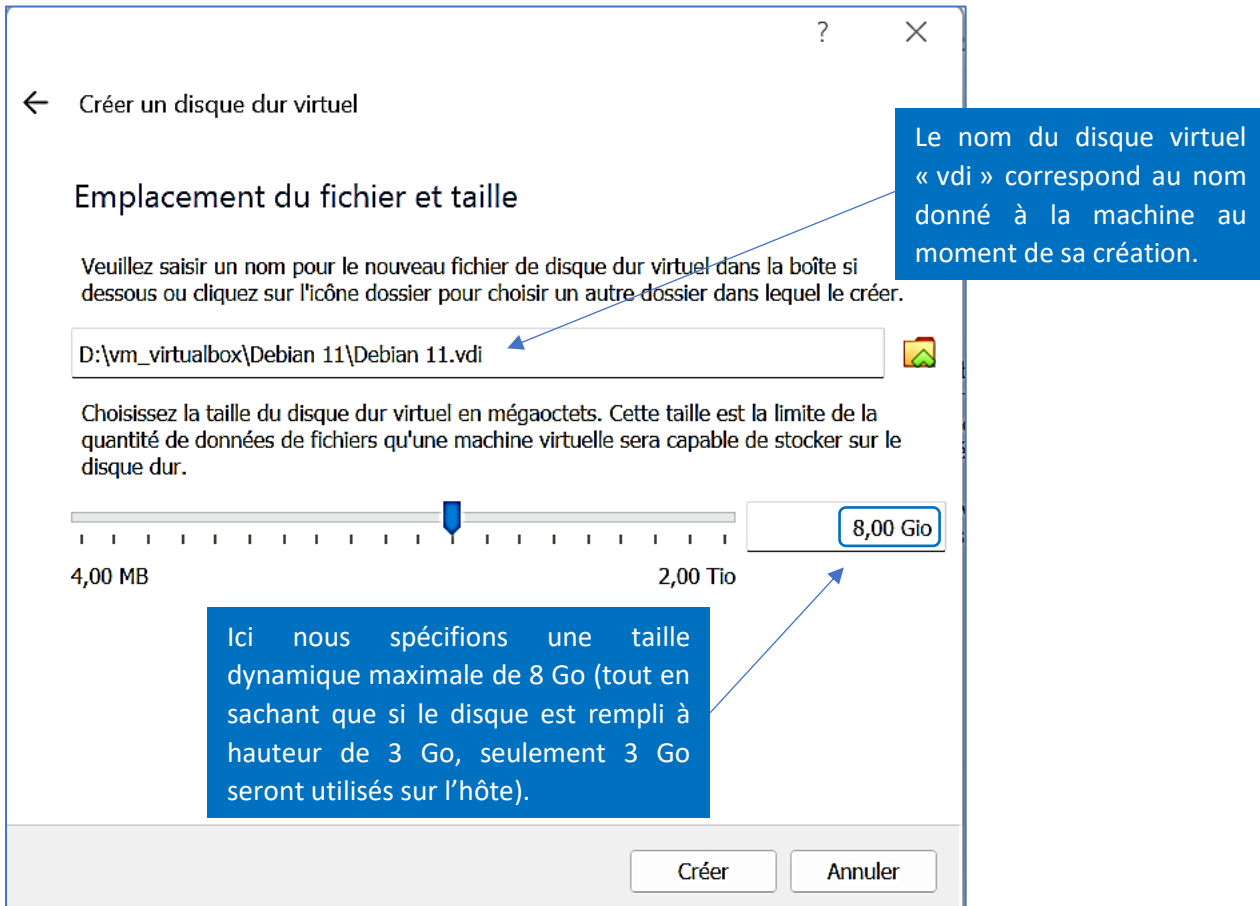 ?
Créer un disque dur virtuel
Le nom du disque virtuel
« vdi » correspond au nom
donné à la machine au
moment de sa création.
Emplacement du fichier et taille
Veuillez saisir un nom pour le nouveau fichier de disque dur virtuel dans la boîte si
dessous ou cliquez sur l'icône dossier pour choisir un autre dossier dans lequel le créer.
D:\vm_virtualbox\Debian 11\Debian 11.vdi
Choisissez la taille du disque dur virtuel en mégaoctets. Cette taille est la limite de la
quantité de données de fichiers qu'une machine virtuelle sera capable de stocker sur le
disque dur.
8,00 Gio
4,00 MB
2,00 Tio
Ici nous spécifions une taille
dynamique maximale de 8 Go (tout en
sachant que si le disque est rempli à
hauteur de 3 Go, seulement 3 Go
seront utilisés sur l’hôte).
Créer
Annuler